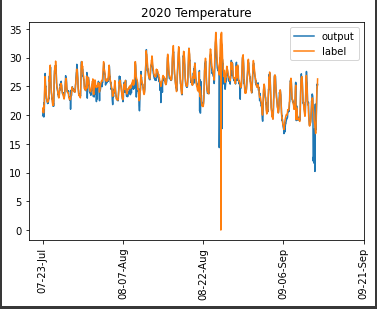 2020 Temperature
output
label
35
30
25
20
15
10
5
0
07-23-Jul
08-07-Aug
08-22-Aug
09-06-Sep
09-21-Sep